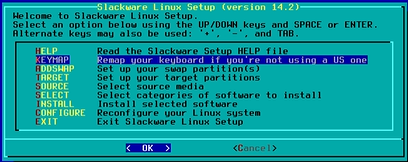 Slackware Linux Setup (version 14.2)
Welcome to Slackware Linux Setup.
Select an option below using the UP/DOWN keys and SPACE or ENTER.
Alternate keys may also be used: '+', '-', and TAB.
HELP Read the Slackware Setup HELP file
KEYMAP Remap your keyboard if you're not using a US one
ADDSWAP Set up your swap partition(s)
TARGET Set up your target partitions
SOURCE Select source media
SELECT Select categories of software to install
INSTALL Install selected software
CONFIGURE Reconfigure your Linux system
EXIT Exit Slackware Linux Setup
< OK > <Cancel>